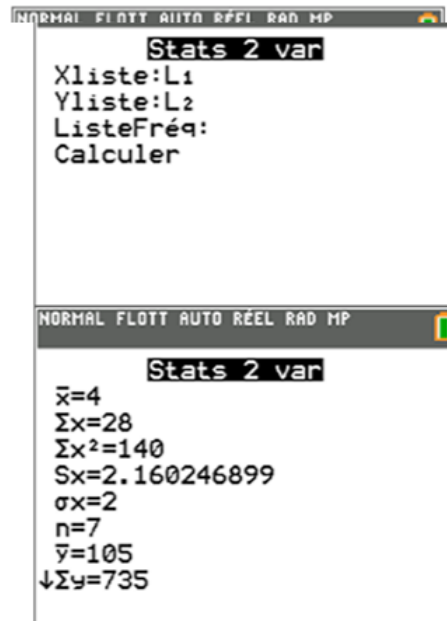 NORMAL FLOTT AUTO RÉEL RAD MP
Stats 2 var
Xliste:L₁
Yliste:L₂
ListeFréq:
Calculer
NORMAL FLOTT AUTO RÉEL RAD MP
Stats 2 var
x̄=4
Σx=28
Σx²=140
Sx=2.160246899
σx=2
n=7
ȳ=105
↓Σy=735